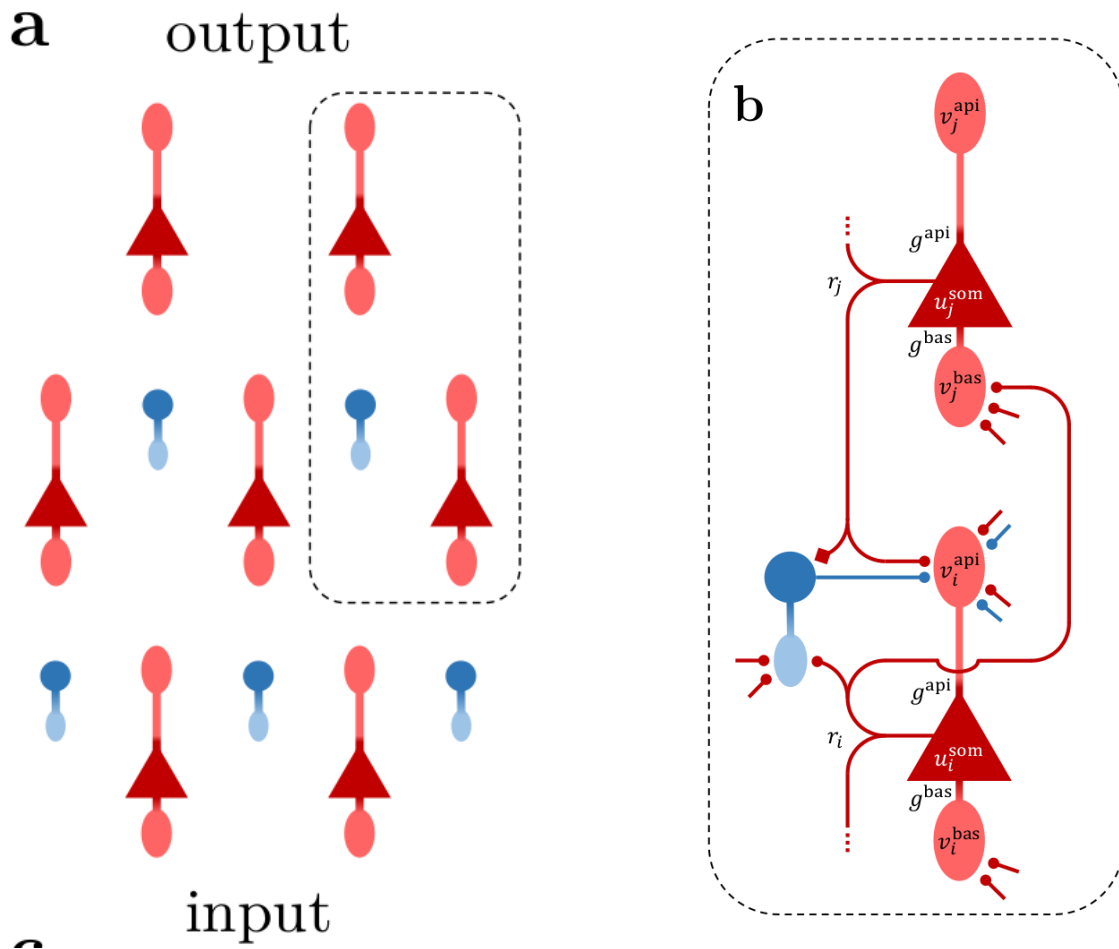 a
output
input
b
v_j^api
g^api
r_j
u_j^som
g^bas
v_j^bas
v_i^api
g^api
r_i
u_i^som
g^bas
v_i^bas